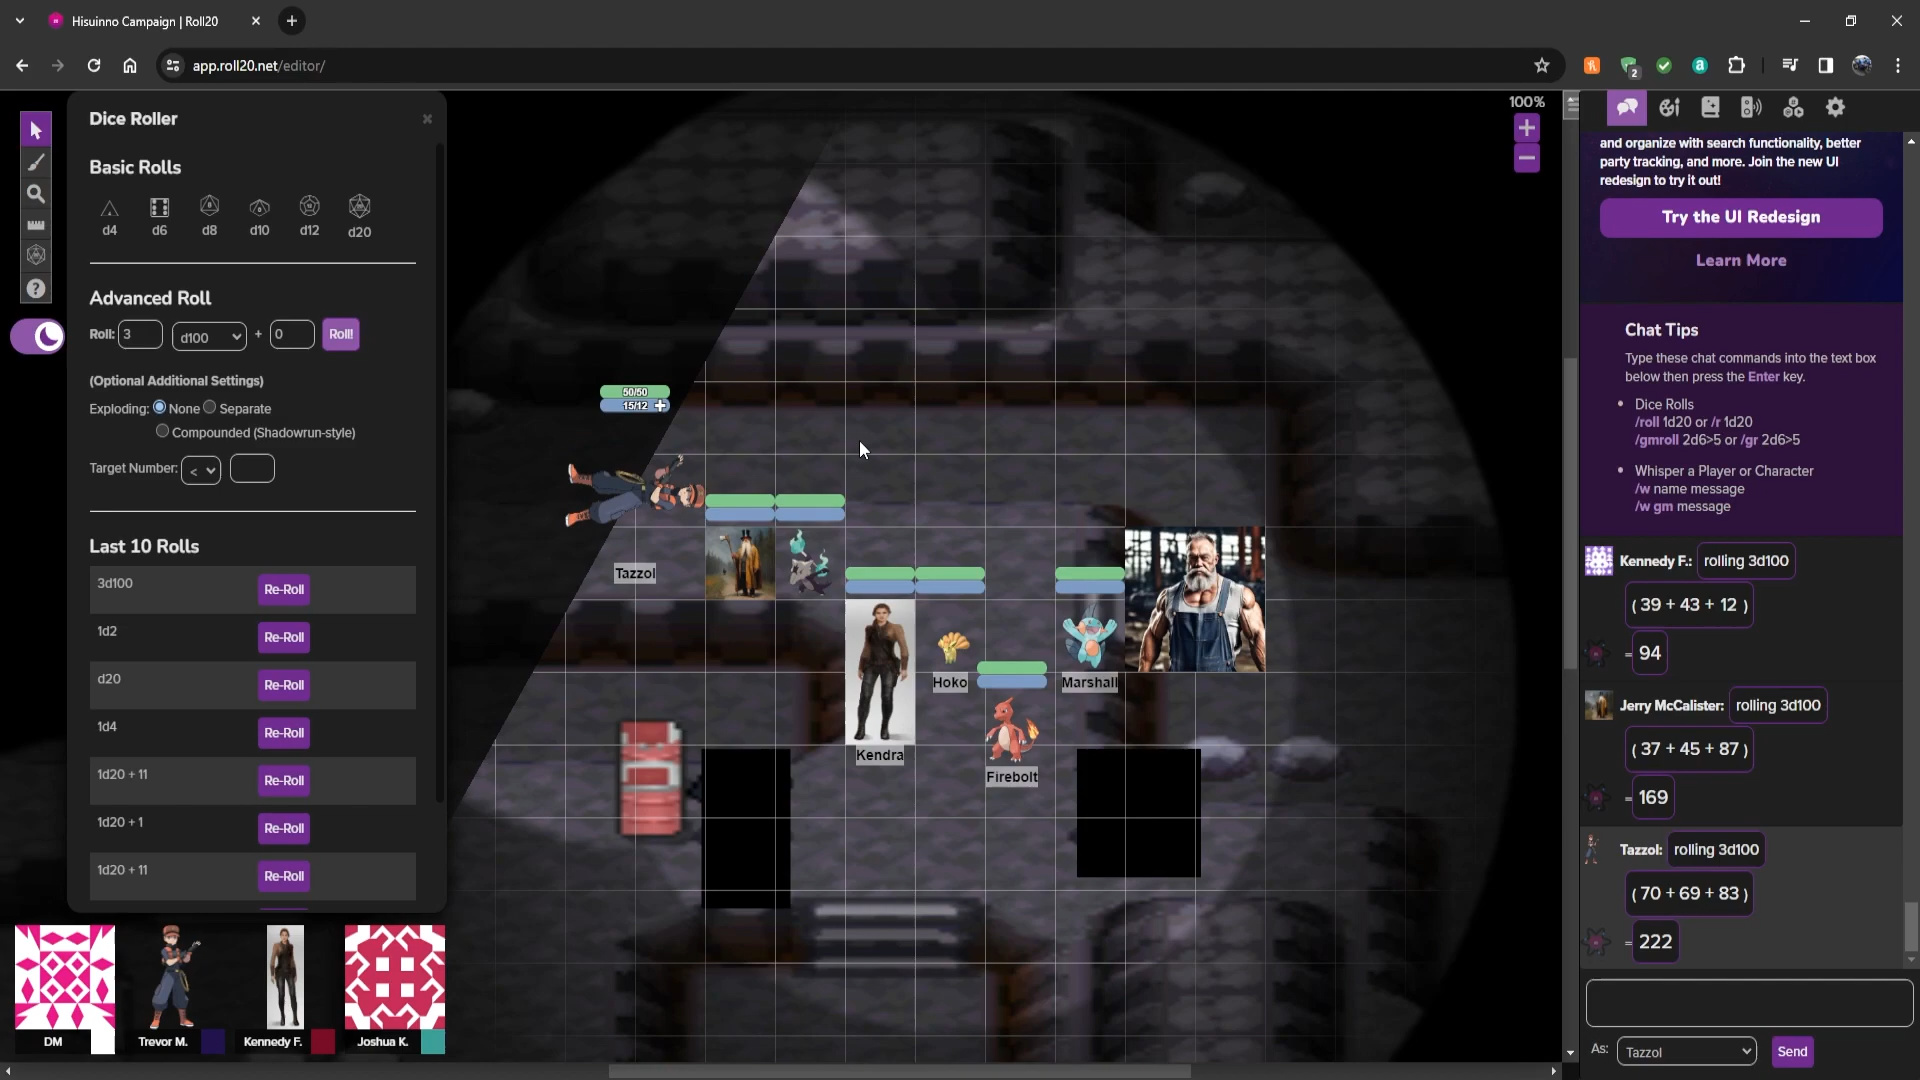 Hisuinno Campaign | Roll20
app.roll20.net/editor/
2
Dice Roller
Basic Rolls
d4 d6 d8 d10 d12 d20
Advanced Roll
Roll: 3 d100 + 0 Roll!
(Optional Additional Settings)
Exploding: None Separate
Compounded (Shadowrun-style)
Target Number: <
Last 10 Rolls
3d100 Re-Roll
1d2 Re-Roll
d20 Re-Roll
1d4 Re-Roll
1d20 + 11 Re-Roll
1d20 + 1 Re-Roll
1d20 + 11 Re-Roll
DM
Trevor M.
Kennedy F.
Joshua K.
100%
50/50
15/12
Tazzol
Hoko
Marshall
Kendra
Firebolt
and organize with search functionality, better
party tracking, and more. Join the new UI
redesign to try it out!
Try the UI Redesign
Learn More
Chat Tips
Type these chat commands into the text box
below then press the Enter key.
• Dice Rolls
/roll 1d20 or /r 1d20
/gmroll 2d6>5 or /gr 2d6>5
• Whisper a Player or Character
/w name message
/w gm message
Kennedy F.: rolling 3d100
( 39 + 43 + 12 )
= 94
Jerry McCalister: rolling 3d100
( 37 + 45 + 87 )
= 169
Tazzol: rolling 3d100
( 70 + 69 + 83 )
= 222
As: Tazzol Send